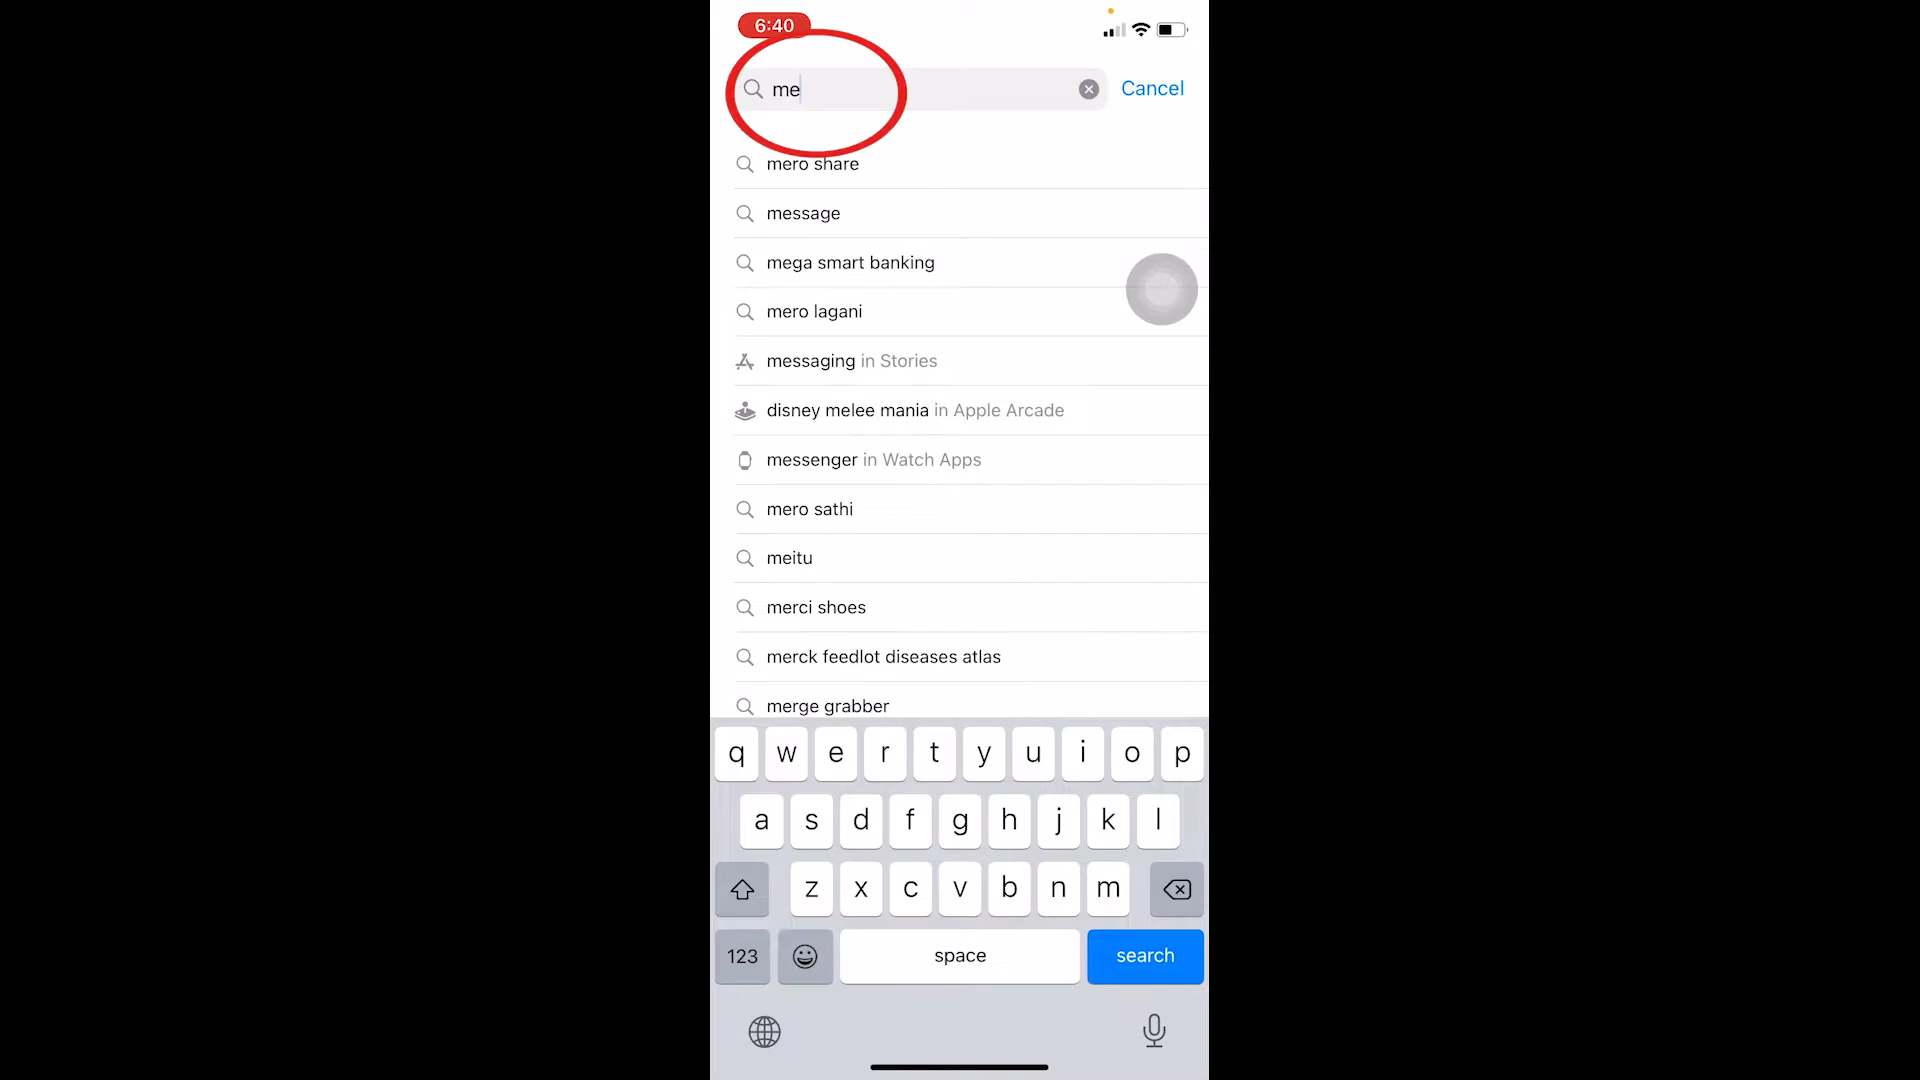 6:40
me
Cancel
mero share
message
mega smart banking
mero lagani
messaging in Stories
disney melee mania in Apple Arcade
messenger in Watch Apps
mero sathi
meitu
merci shoes
merck feedlot diseases atlas
merge grabber
q w e r t y u i o p
a s d f g h j k l
z x c v b n m
123 space search